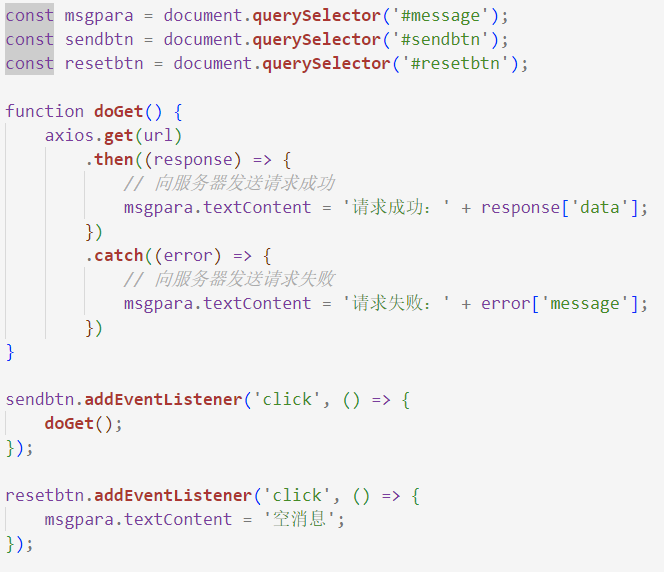 const msgpara = document.querySelector('#message');
const sendbtn = document.querySelector('#sendbtn');
const resetbtn = document.querySelector('#resetbtn');
function doGet() {
    axios.get(url)
        .then((response) => {
            // 向服务器发送请求成功
            msgpara.textContent = '请求成功：' + response['data'];
        })
        .catch((error) => {
            // 向服务器发送请求失败
            msgpara.textContent = '请求失败：' + error['message'];
        })
}
sendbtn.addEventListener('click', () => {
    doGet();
});
resetbtn.addEventListener('click', () => {
    msgpara.textContent = '空消息';
});